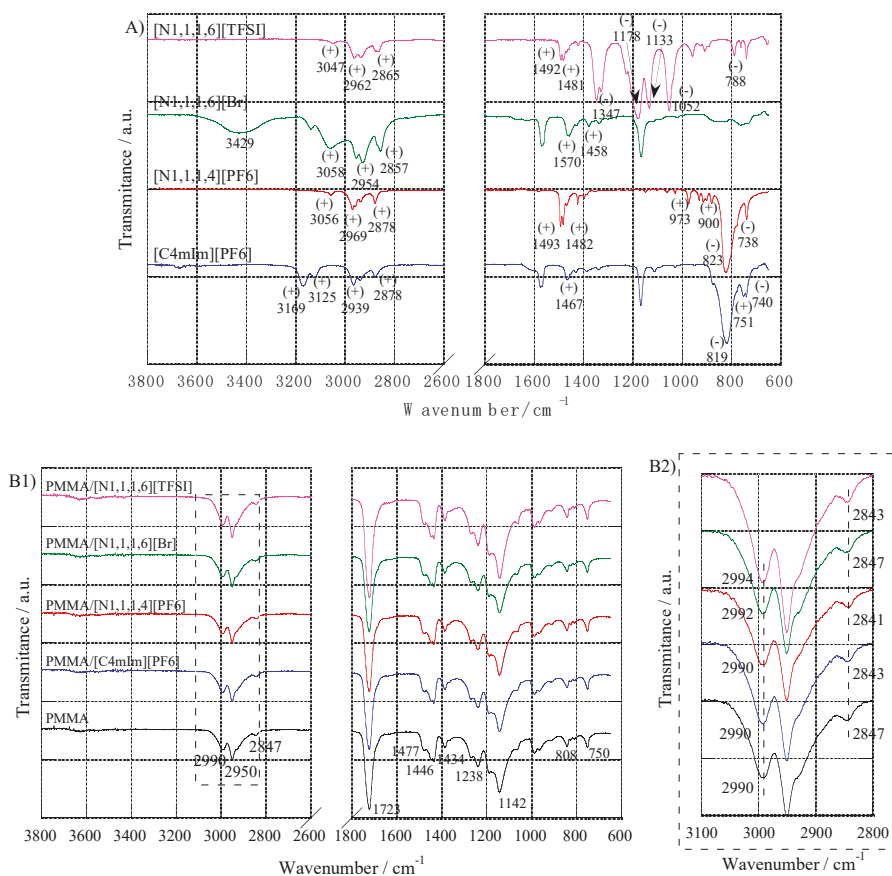 A)
[N1,1,1,6][TFSI]
(+) 3047
(+) 2962
(+) 2865
(+) 1492
(+) 1481
(-) 1347
(-) 1178
(-) 1133
(-) 1052
(-) 788
[N1,1,1,6][Br]
3429
(+) 3058
(+) 2954
(+) 2857
(+) 1570
(+) 1458
[N1,1,1,4][PF6]
(+) 3056
(+) 2969
(+) 2878
(+) 1493
(+) 1482
(+) 973
(+) 900
(-) 823
(-) 738
[C4mIm][PF6]
(+) 3169
(+) 3125
(+) 2939
(+) 2878
(+) 1467
(-) 819
(+) 751
(-) 740
Transmitance / a.u.
3800 3600 3400 3200 3000 2800 2600 1800 1600 1400 1200 1000 800 600
Wavenumber/cm-1
B1)
PMMA/[N1,1,1,6][TFSI]
PMMA/[N1,1,1,6][Br]
PMMA/[N1,1,1,4][PF6]
PMMA/[C4mIm][PF6]
PMMA
2990
2950
2847
1723
1477
1446
1434
1238
1142
808
750
Transmitance / a.u.
3800 3600 3400 3200 3000 2800 2600 1800 1600 1400 1200 1000 800 600
Wavenumber / cm-1
B2)
2843
2994
2847
2992
2841
2990
2843
2990
2847
2990
Transmitance / a.u.
3100 3000 2900 2800
Wavenumber / cm-1